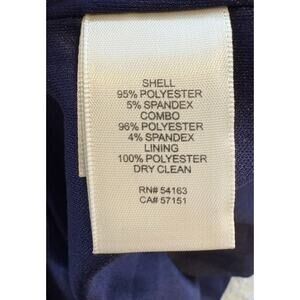 SHELL
95% POLYESTER
5% SPANDEX
COMBO
96% POLYESTER
4% SPANDEX
LINING
100% POLYESTER
DRY CLEAN
RN# 54163
CA# 57151